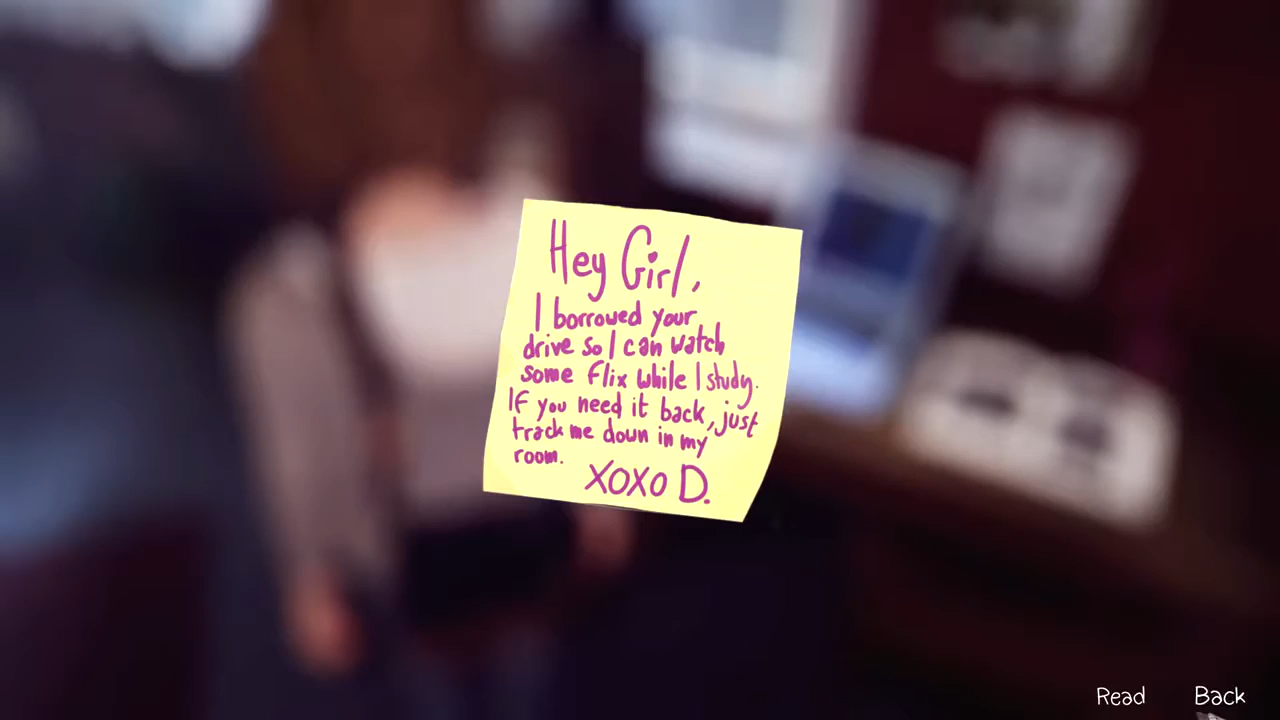 Hey Girl,
I borrowed your
drive so I can watch
some flix while I study.
If you need it back, just
track me down in my
room.
XOXO D.
Read Back